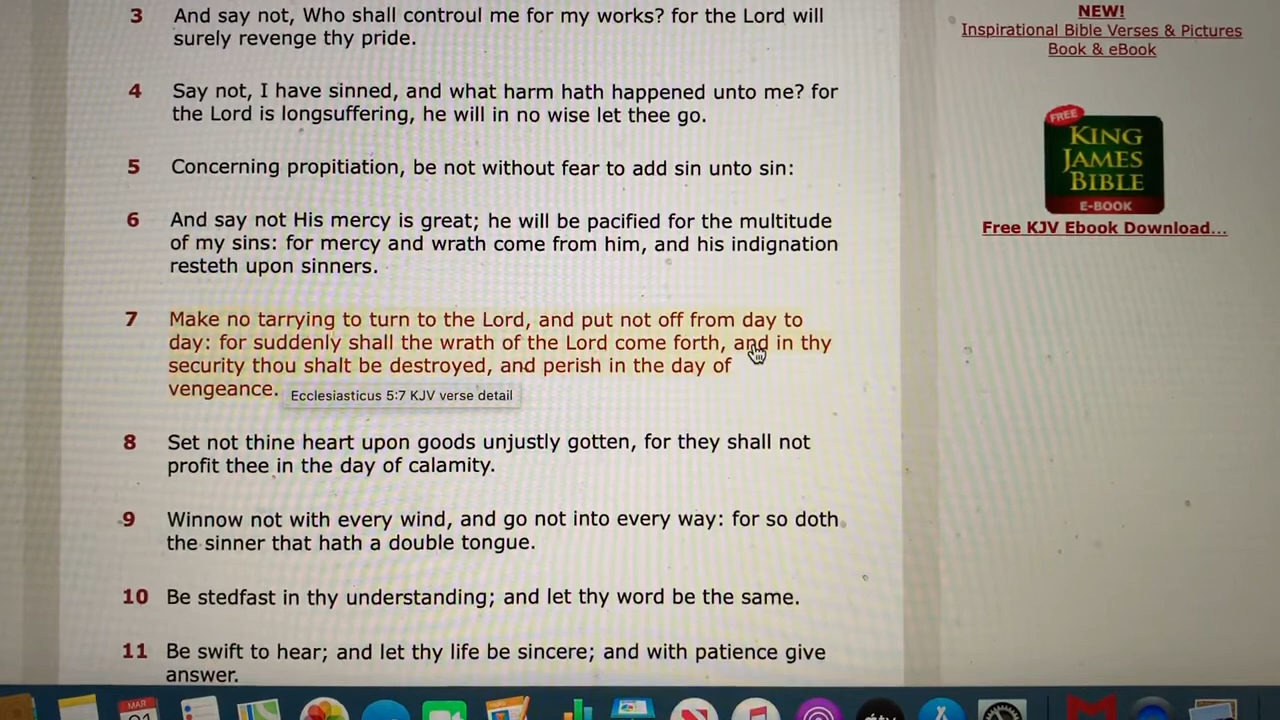 3 And say not, Who shall controul me for my works? for the Lord will
surely revenge thy pride.
4 Say not, I have sinned, and what harm hath happened unto me? for
the Lord is longsuffering, he will in no wise let thee go.
5 Concerning propitiation, be not without fear to add sin unto sin:
6 And say not His mercy is great; he will be pacified for the multitude
of my sins: for mercy and wrath come from him, and his indignation
resteth upon sinners.
7 Make no tarrying to turn to the Lord, and put not off from day to
day: for suddenly shall the wrath of the Lord come forth, and in thy
security thou shalt be destroyed, and perish in the day of
vengeance.
Ecclesiasticus 5:7 KJV verse detail
8 Set not thine heart upon goods unjustly gotten, for they shall not
profit thee in the day of calamity.
9 Winnow not with every wind, and go not into every way: for so doth
the sinner that hath a double tongue.
10 Be stedfast in thy understanding; and let thy word be the same.
11 Be swift to hear; and let thy life be sincere; and with patience give
answer.
NEW!
Inspirational Bible Verses & Pictures
Book & eBook
FREE
KING
JAMES
BIBLE
E-BOOK
Free KJV Ebook Download...
MAR